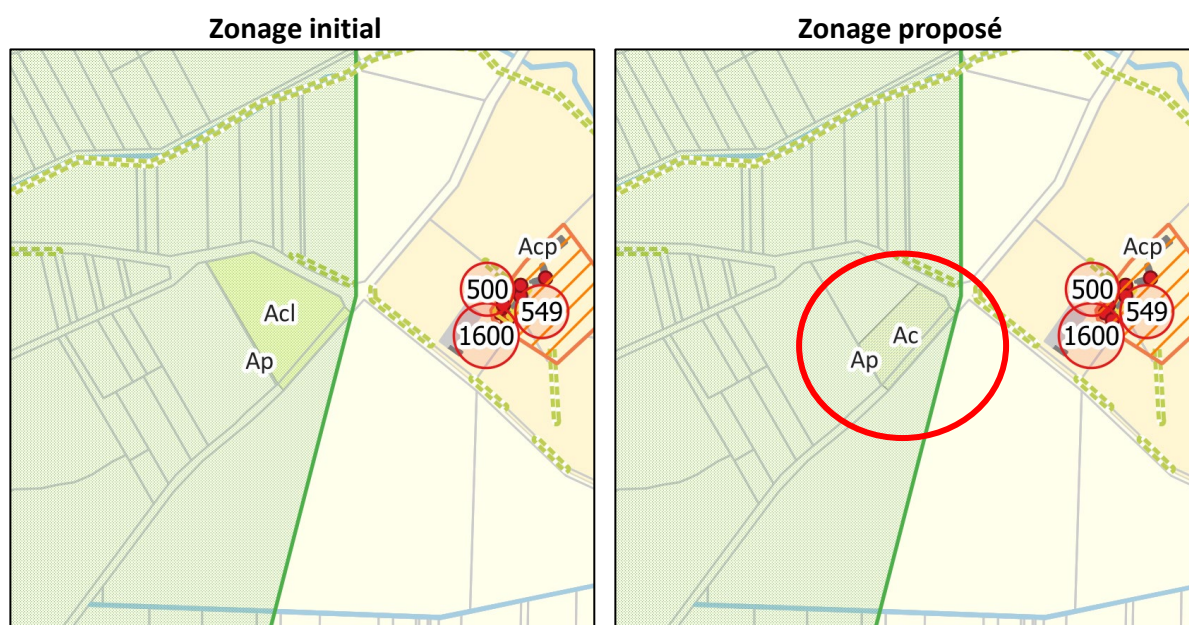 Zonage initial
Zonage proposé
Acp
500
549
Acl
1600
Ap
Acp
500
549
1600
Ac
Ap